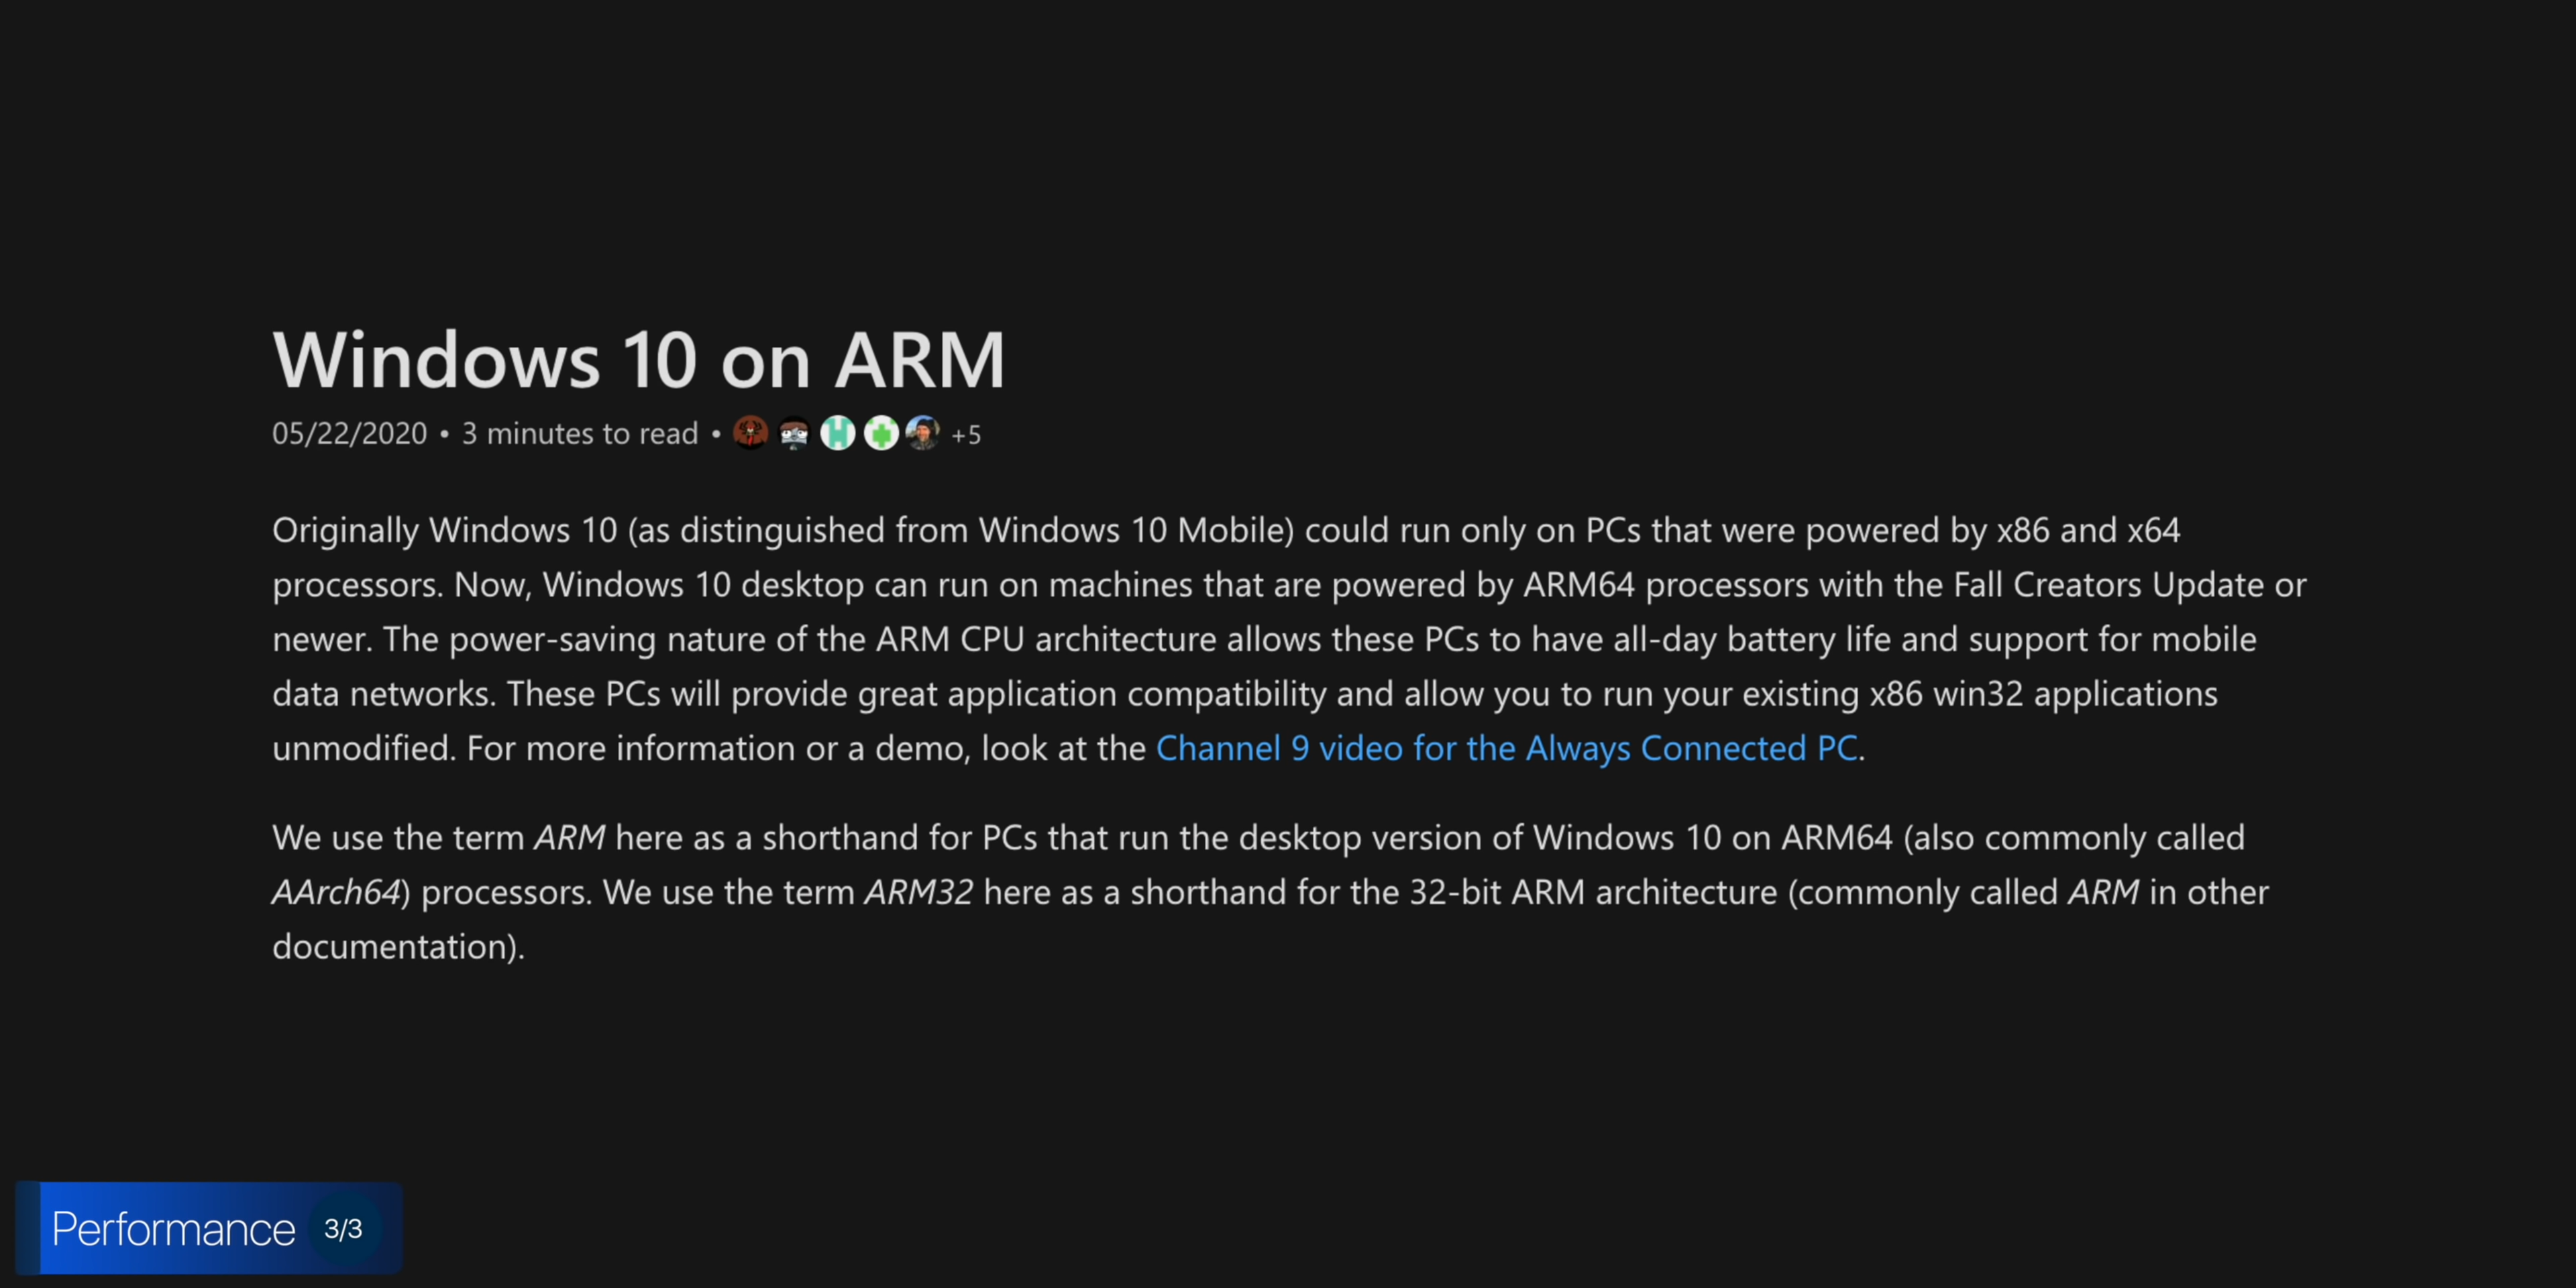 Windows 10 on ARM
05/22/2020 • 3 minutes to read • +5
Originally Windows 10 (as distinguished from Windows 10 Mobile) could run only on PCs that were powered by x86 and x64
processors. Now, Windows 10 desktop can run on machines that are powered by ARM64 processors with the Fall Creators Update or
newer. The power-saving nature of the ARM CPU architecture allows these PCs to have all-day battery life and support for mobile
data networks. These PCs will provide great application compatibility and allow you to run your existing x86 win32 applications
unmodified. For more information or a demo, look at the Channel 9 video for the Always Connected PC.
We use the term ARM here as a shorthand for PCs that run the desktop version of Windows 10 on ARM64 (also commonly called
AArch64) processors. We use the term ARM32 here as a shorthand for the 32-bit ARM architecture (commonly called ARM in other
documentation).
Performance 3/3